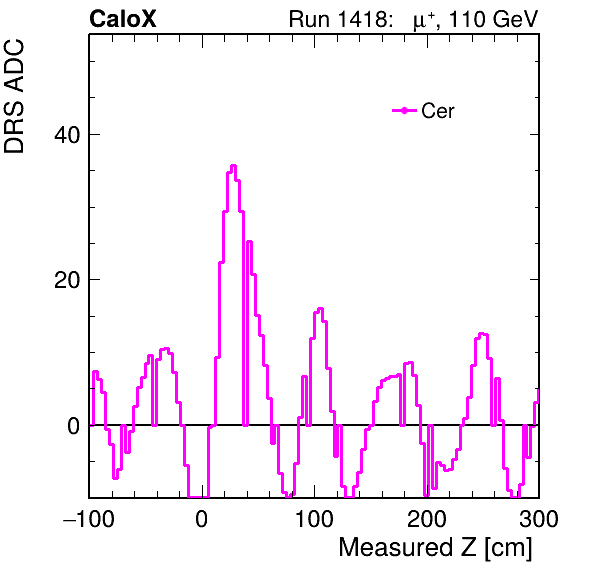 CaloX Run 1418: μ⁺, 110 GeV
DRS ADC
Cer
40
20
0
−100 0 100 200 300
Measured Z [cm]